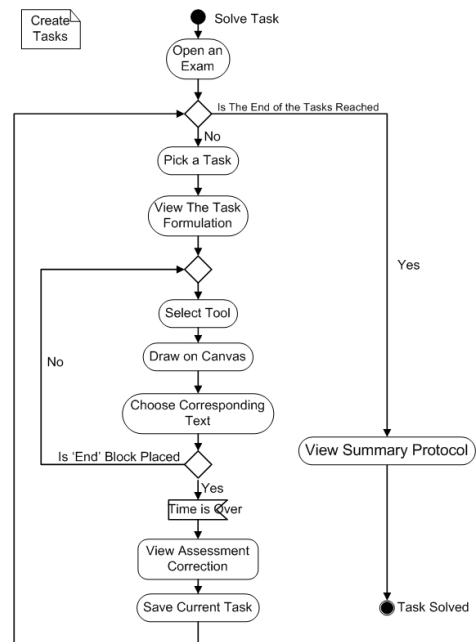 Create
Tasks
Solve Task
Open an
Exam
Is The End of the Tasks Reached
No
Pick a Task
View The Task
Formulation
Yes
Select Tool
No
Draw on Canvas
Choose Corresponding
Text
Is 'End' Block Placed
View Summary Protocol
Yes
Time is Over
View Assessment
Correction
Save Current Task
Task Solved